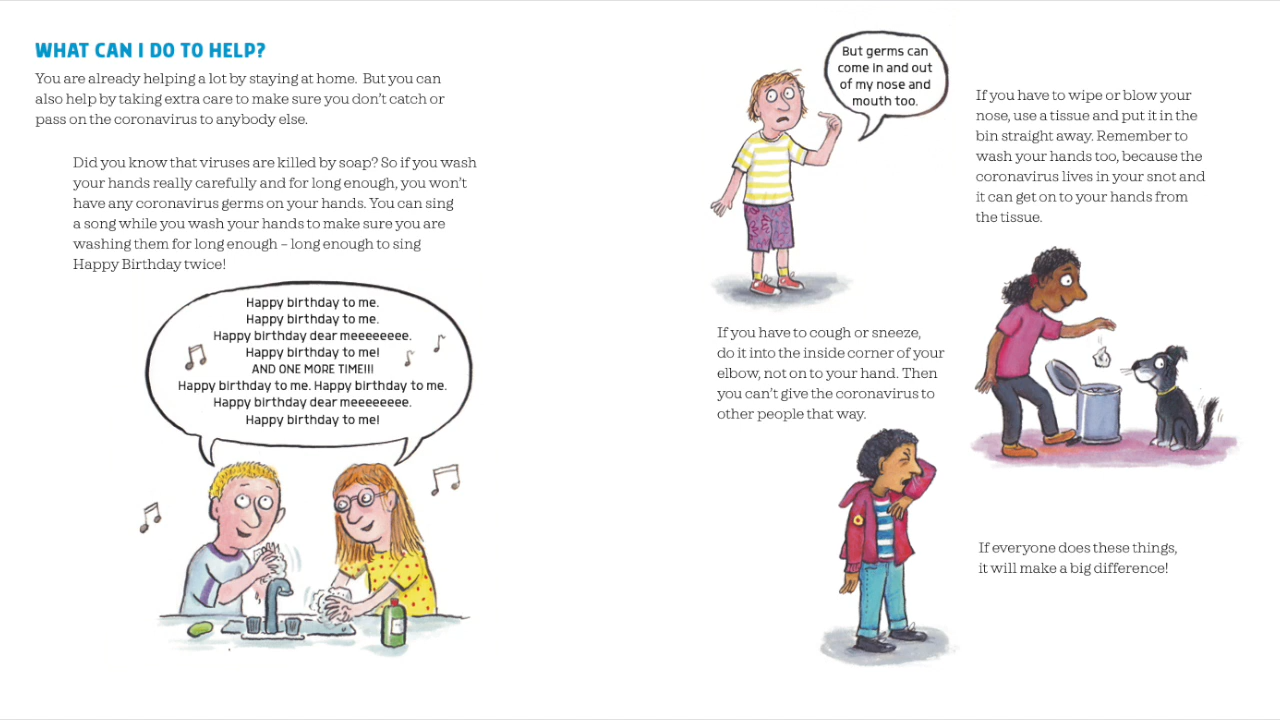 WHAT CAN I DO TO HELP?
You are already helping a lot by staying at home. But you can
also help by taking extra care to make sure you don't catch or
pass on the coronavirus to anybody else.
Did you know that viruses are killed by soap? So if you wash
your hands really carefully and for long enough, you won't
have any coronavirus germs on your hands. You can sing
a song while you wash your hands to make sure you are
washing them for long enough – long enough to sing
Happy Birthday twice!
Happy birthday to me.
Happy birthday to me.
Happy birthday dear meeeeeeee.
Happy birthday to me!
AND ONE MORE TIME!!!
Happy birthday to me. Happy birthday to me.
Happy birthday dear meeeeeeee.
Happy birthday to me!
But germs can
come in and out
of my nose and
mouth too.
If you have to cough or sneeze,
do it into the inside corner of your
elbow, not on to your hand. Then
you can't give the coronavirus to
other people that way.
If you have to wipe or blow your
nose, use a tissue and put it in the
bin straight away. Remember to
wash your hands too, because the
coronavirus lives in your snot and
it can get on to your hands from
the tissue.
If everyone does these things,
it will make a big difference!